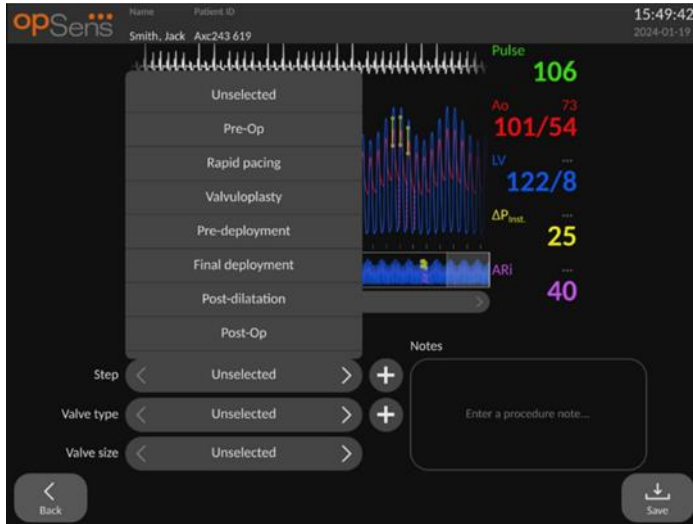 opSens
Name Patient ID
Smith, Jack Axc243 619
15:49:42
2024-01-19
Pulse
106
Ao 73
101/54
LV ---
122/8
ΔPInst. ---
25
ARi ---
40
Unselected
Pre-Op
Rapid pacing
Valvuloplasty
Pre-deployment
Final deployment
Post-dilatation
Post-Op
Notes
Step < Unselected > +
Valve type < Unselected > +
Enter a procedure note...
Valve size < Unselected >
Back
Save